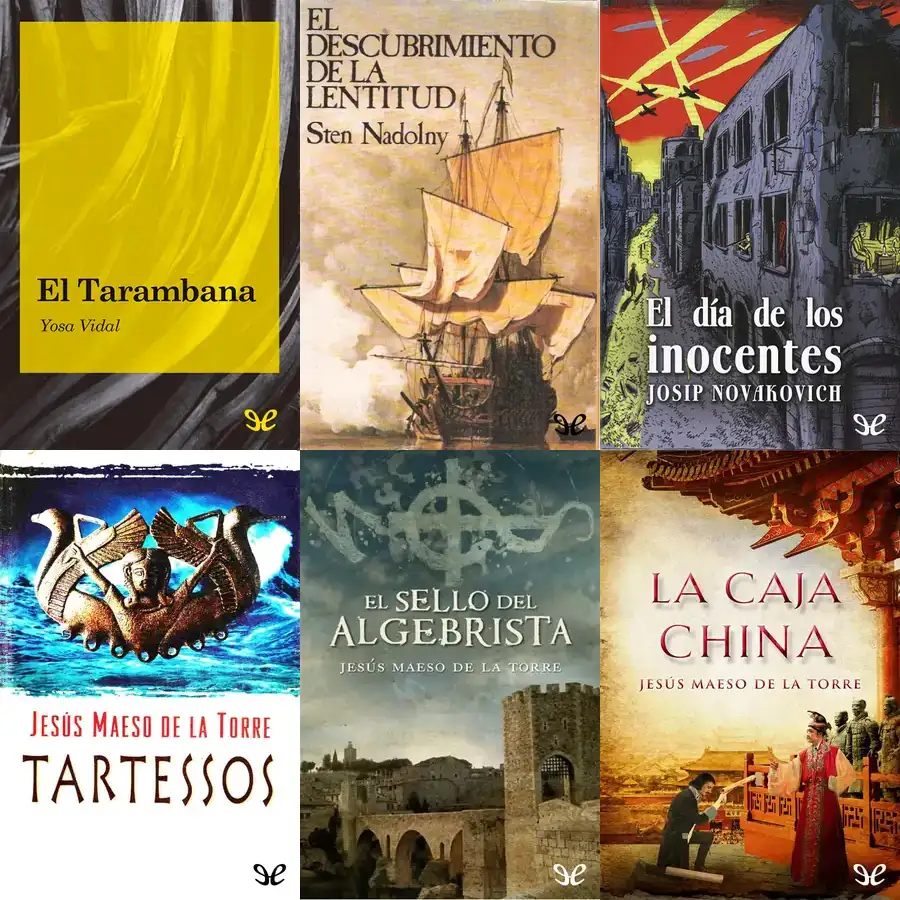 El Tarambana
Yosa Vidal
EL
DESCUBRIMIENTO
DE LA
LENTITUD
Sten Nadolny
El día de los
inocentes
JOSIP NOVAKOVICH
JESÚS MAESO DE LA TORRE
TARTESSOS
EL SELLO DEL
ALGEBRISTA
JESÚS MAESO DE LA TORRE
LA CAJA
CHINA
JESÚS MAESO DE LA TORRE